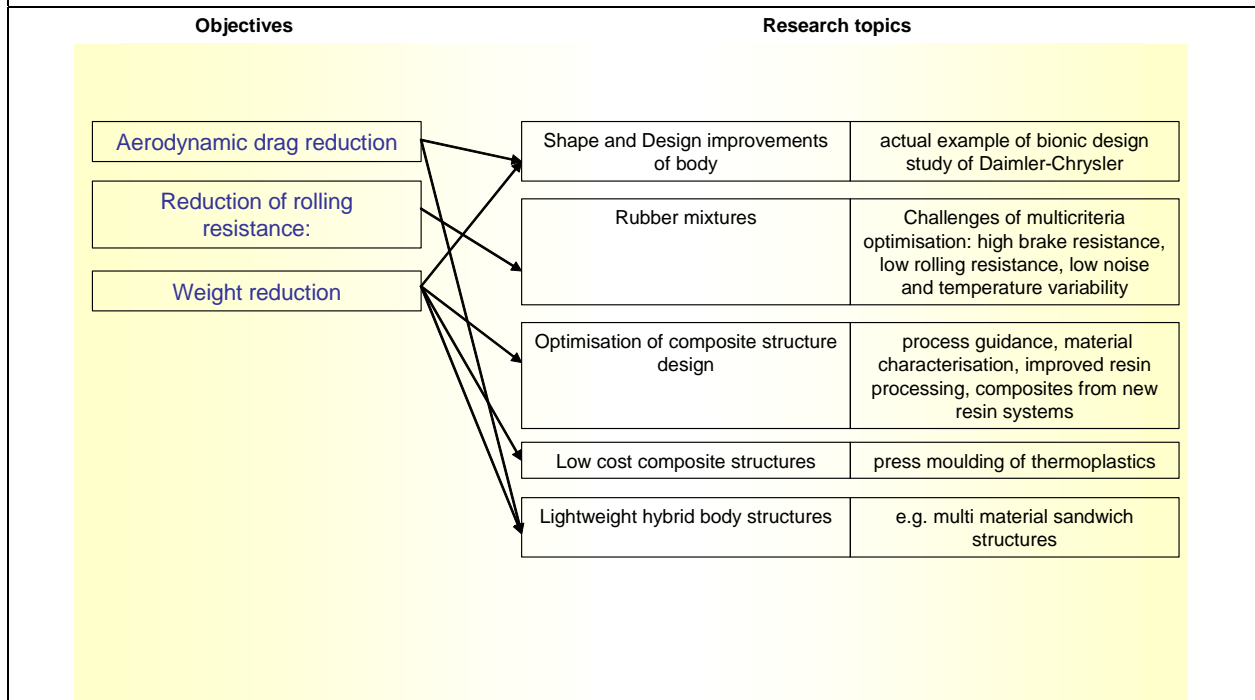 Objectives
Research topics
Aerodynamic drag reduction
Reduction of rolling
resistance:
Weight reduction
Shape and Design improvements
of body
actual example of bionic design
study of Daimler-Chrysler
Rubber mixtures
Challenges of multicriteria
optimisation: high brake resistance,
low rolling resistance, low noise
and temperature variability
Optimisation of composite structure
design
process guidance, material
characterisation, improved resin
processing, composites from new
resin systems
Low cost composite structures
press moulding of thermoplastics
Lightweight hybrid body structures
e.g. multi material sandwich
structures